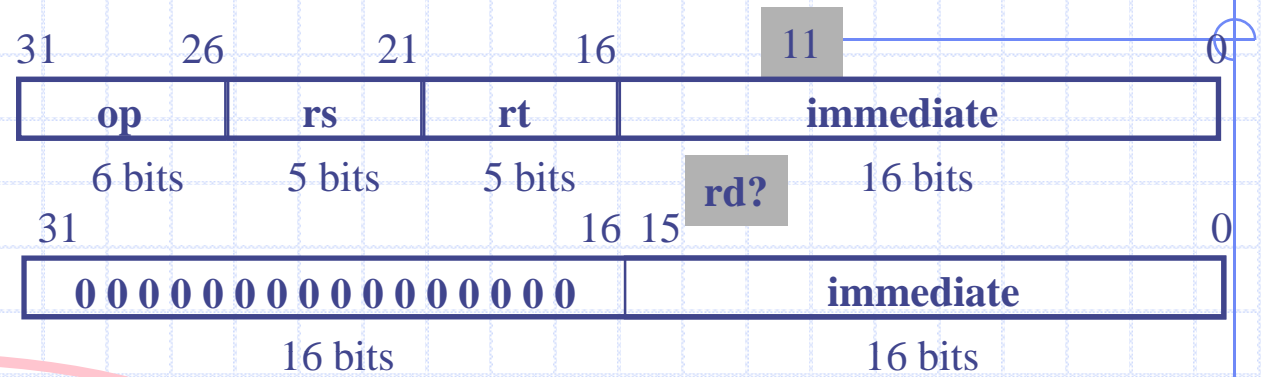 31 26 21 16 11 0
op rs rt immediate
6 bits 5 bits 5 bits rd? 16 bits
31 16 15 0
0 0 0 0 0 0 0 0 0 0 0 0 0 0 0 0 immediate
16 bits 16 bits